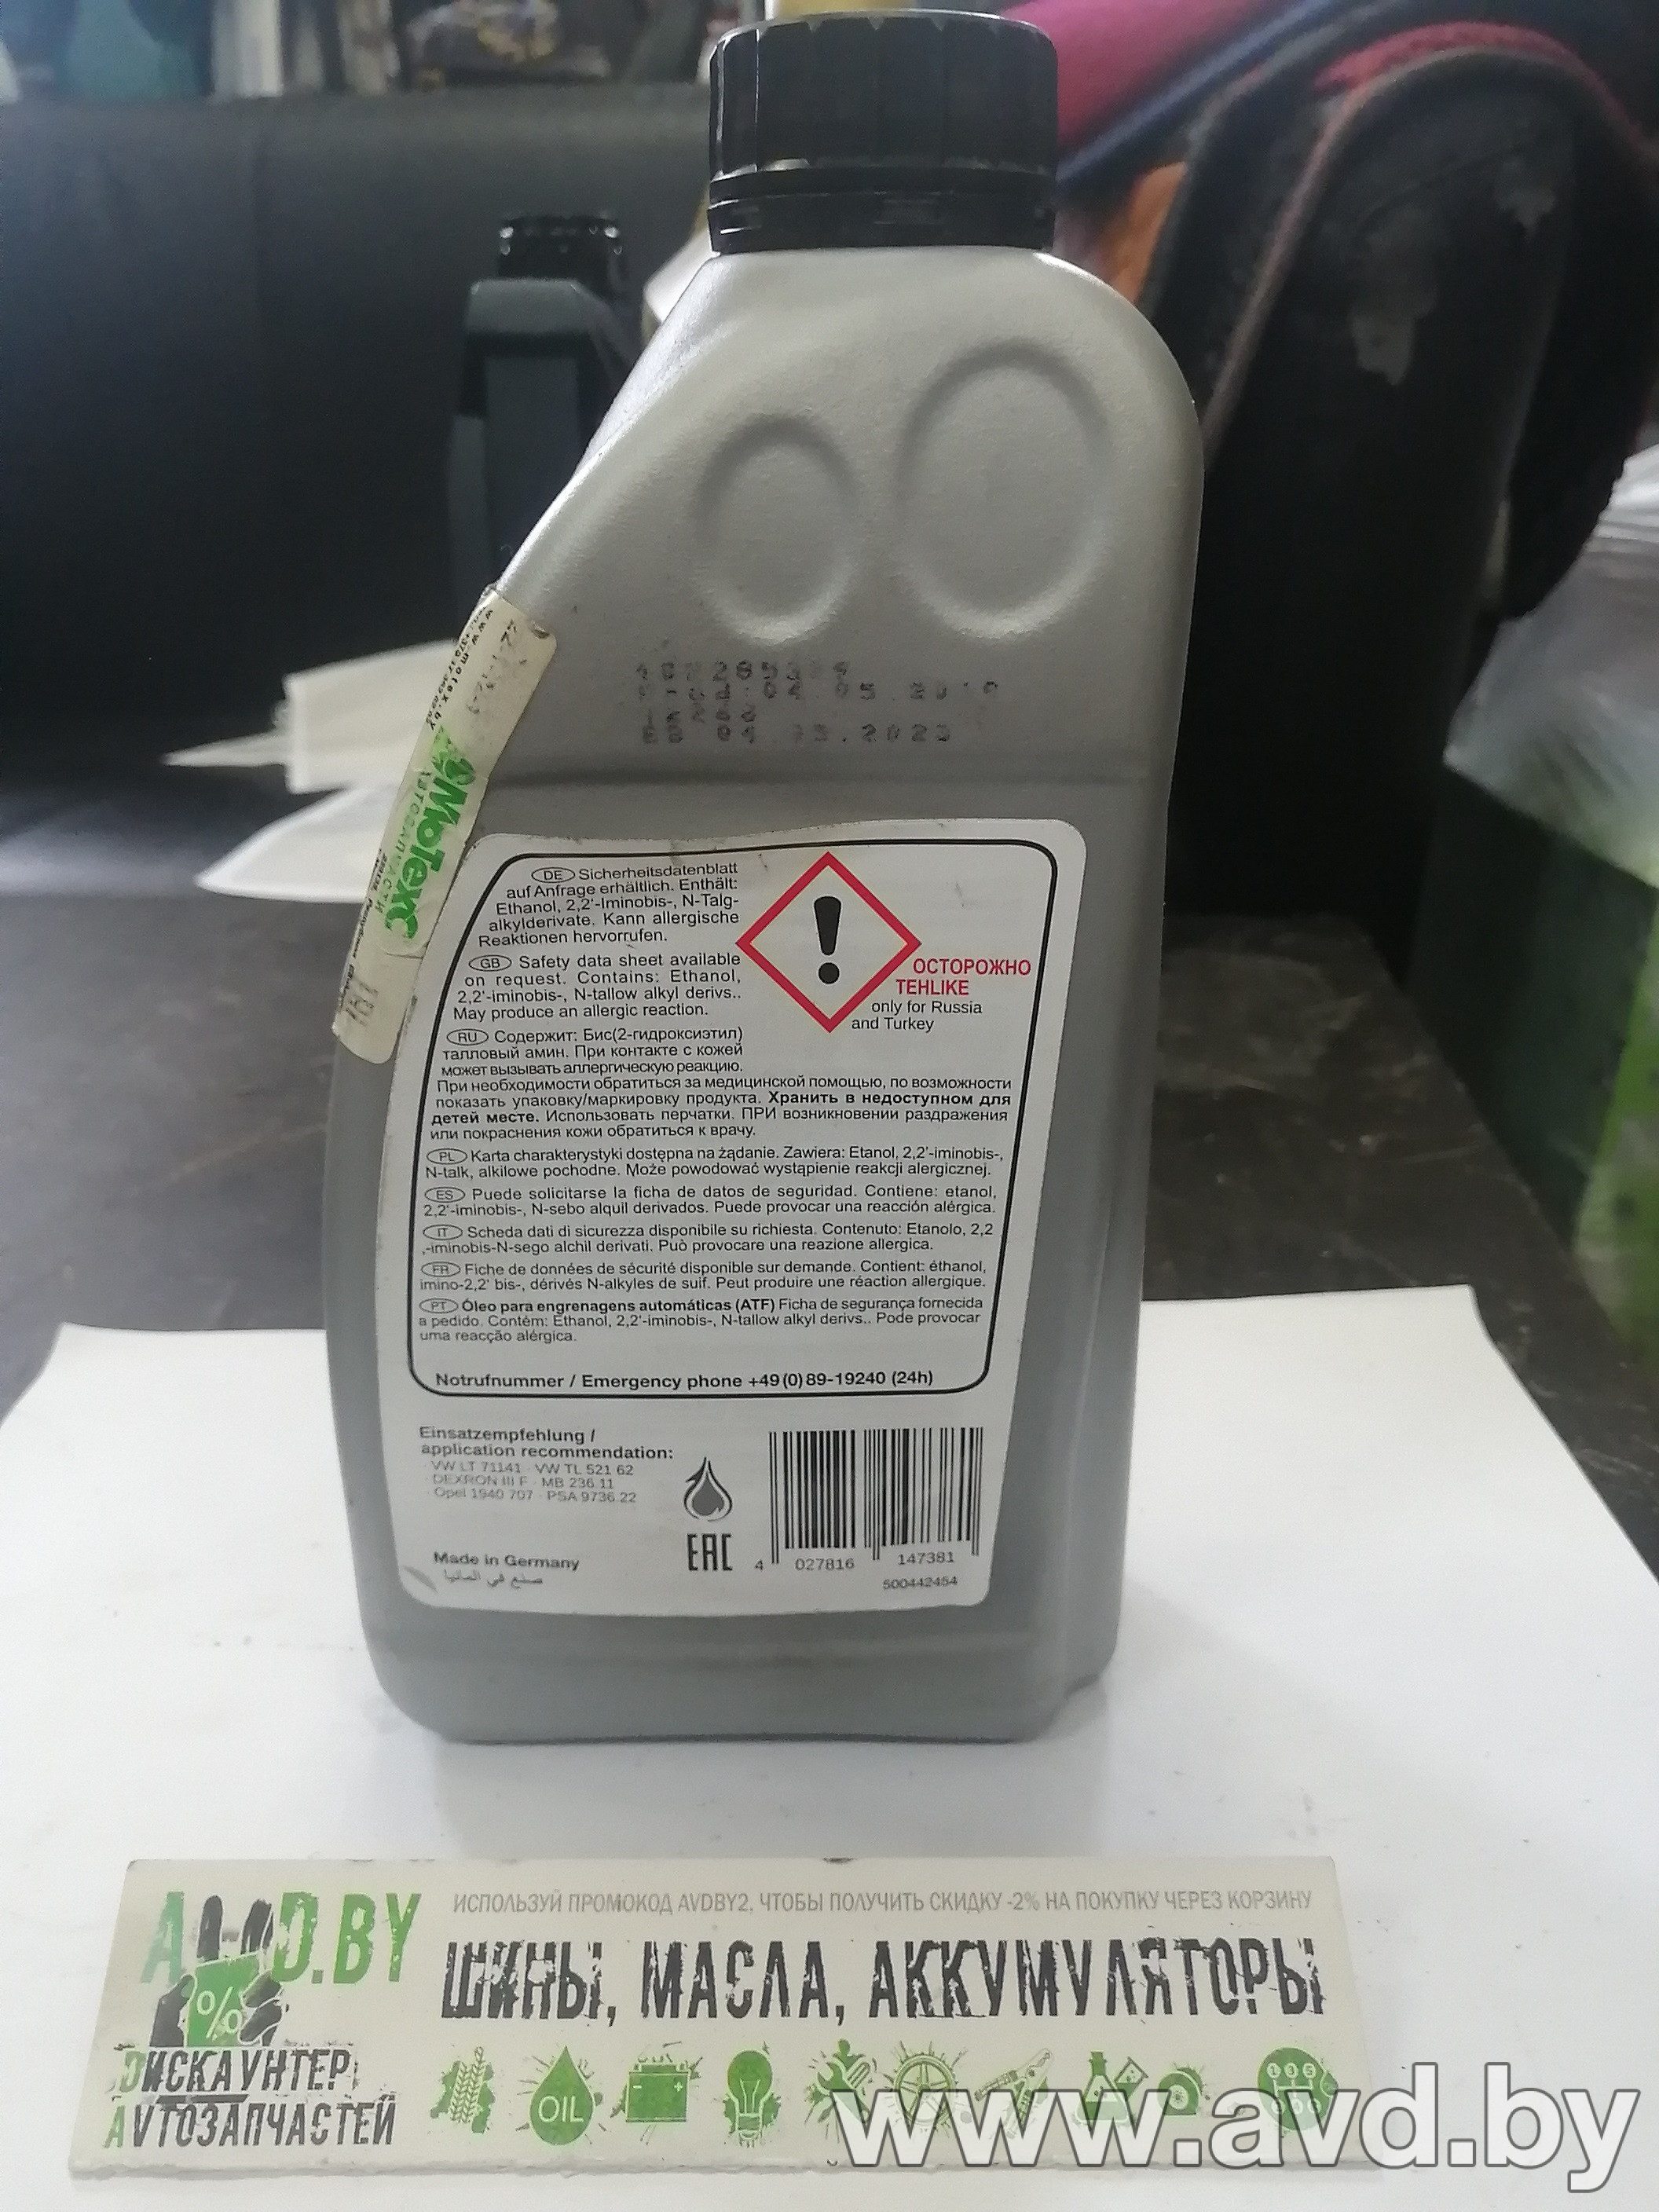 www.motex.by
МоТекс
АВТОЗАПЧАСТИ
2023
DE Sicherheitsdatenblatt
auf Anfrage erhältlich. Enthält:
Ethanol, 2,2'-Iminobis-, N-Talg-
alkylderivate. Kann allergische
Reaktionen hervorrufen.
GB Safety data sheet available
on request. Contains: Ethanol,
2,2'-iminobis-, N-tallow alkyl derivs..
May produce an allergic reaction.
ОСТОРОЖНО
TEHLIKE
only for Russia
and Turkey
RU Содержит: Бис(2-гидроксиэтил)
талловый амин. При контакте с кожей
может вызывать аллергическую реакцию.
При необходимости обратиться за медицинской помощью, по возможности
показать упаковку/маркировку продукта. Хранить в недоступном для
детей месте. Использовать перчатки. ПРИ возникновении раздражения
или покраснения кожи обратиться к врачу.
PL Karta charakterystyki dostępna na żądanie. Zawiera: Etanol, 2,2'-iminobis-,
N-talk, alkilowe pochodne. Może powodować wystąpienie reakcji alergicznej.
ES Puede solicitarse la ficha de datos de seguridad. Contiene: etanol,
2,2'-iminobis-, N-sebo alquil derivados. Puede provocar una reacción alérgica.
IT Scheda dati di sicurezza disponibile su richiesta. Contenuto: Etanolo, 2,2
,-iminobis-N-sego alchil derivati. Può provocare una reazione allergica.
FR Fiche de données de sécurité disponible sur demande. Contient: éthanol,
imino-2,2' bis-, dérivés N-alkyles de suif. Peut produire une réaction allergique.
PT Óleo para engrenagens automáticas (ATF) Ficha de segurança fornecida
a pedido. Contém: Ethanol, 2,2'-iminobis-, N-tallow alkyl derivs.. Pode provocar
uma reacção alérgica.
Notrufnummer / Emergency phone +49(0)89-19240 (24h)
Einsatzempfehlung /
application recommendation:
· VW LT 71141 · VW TL 521 62
· DEXRON III F · MB 236.11
· Opel 1940 707 · PSA 9736.22
Made in Germany
صنع في المانيا
EAC
4 027816 147381
500442454
AVD.BY
%
DИСКАУНТЕР
АVТОЗАПЧАСТЕЙ
ИСПОЛЬЗУЙ ПРОМОКОД AVDBY2, ЧТОБЫ ПОЛУЧИТЬ СКИДКУ -2% НА ПОКУПКУ ЧЕРЕЗ КОРЗИНУ
ШИНЫ, МАСЛА, АККУМУЛЯТОРЫ
OIL
www.avd.by